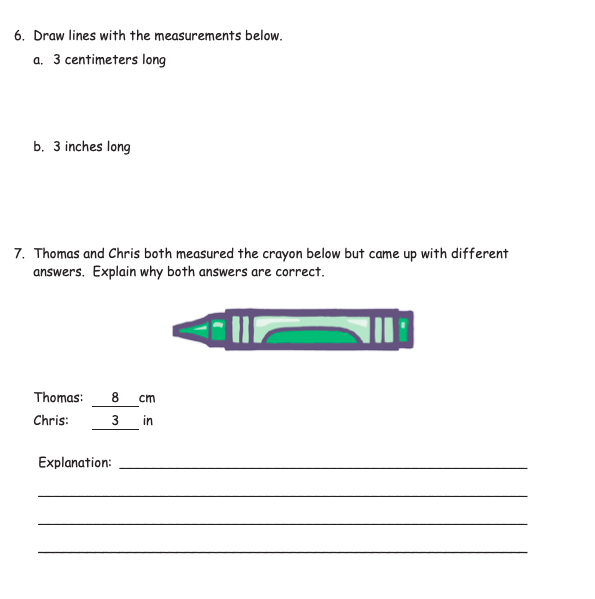 6. Draw lines with the measurements below.
a. 3 centimeters long
b. 3 inches long
7. Thomas and Chris both measured the crayon below but came up with different
answers. Explain why both answers are correct.
Thomas: 8 cm
Chris: 3 in
Explanation: